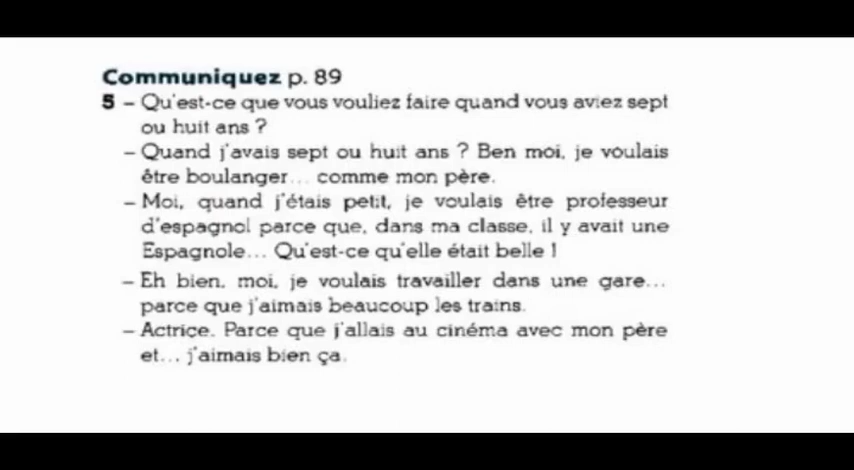 Communiquez p. 89
5 – Qu'est-ce que vous vouliez faire quand vous aviez sept
ou huit ans ?
– Quand j'avais sept ou huit ans ? Ben moi, je voulais
être boulanger... comme mon père.
– Moi, quand j'étais petit, je voulais être professeur
d'espagnol parce que, dans ma classe, il y avait une
Espagnole... Qu'est-ce qu'elle était belle !
– Eh bien, moi, je voulais travailler dans une gare...
parce que j'aimais beaucoup les trains.
– Actrice. Parce que j'allais au cinéma avec mon père
et... j'aimais bien ça.